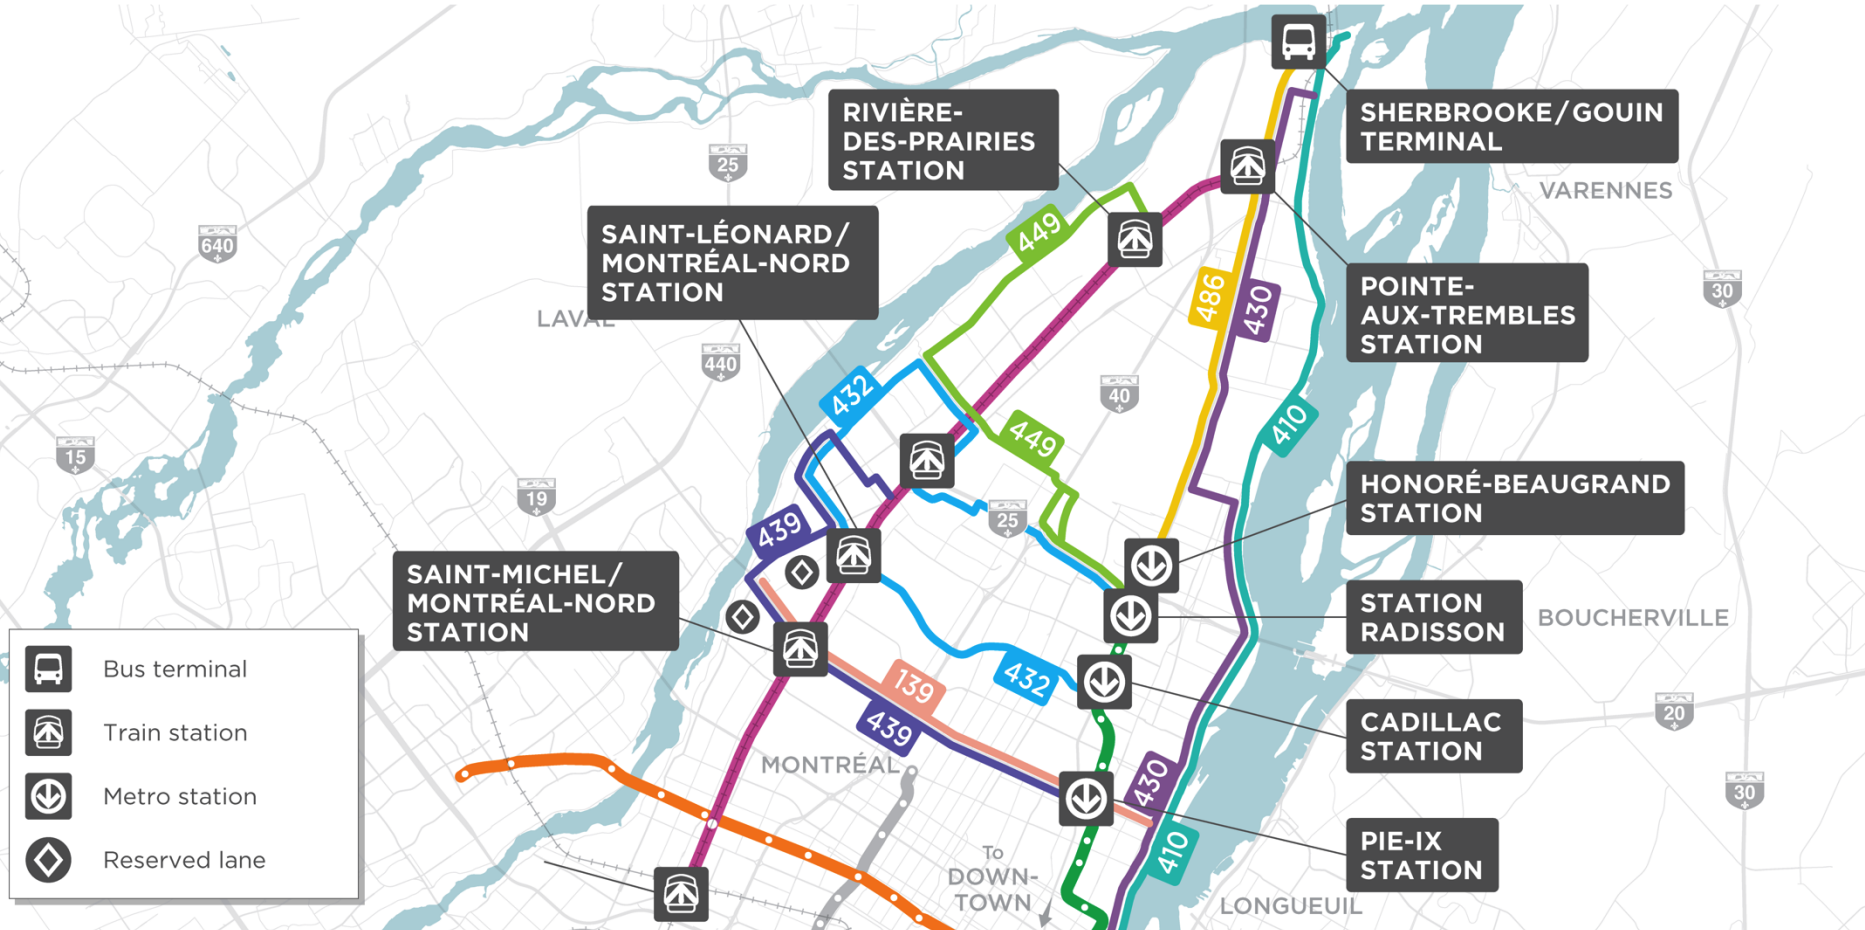 RIVIÈRE-
DES-PRAIRIES
STATION
SHERBROOKE/GOUIN
TERMINAL
25
VARENNES
SAINT-LÉONARD/
MONTRÉAL-NORD
STATION
449
640
POINTE-
AUX-TREMBLES
STATION
486
430
30
LAVAL
440
432
40
410
449
15
19
HONORÉ-BEAUGRAND
STATION
25
439
SAINT-MICHEL/
MONTRÉAL-NORD
STATION
STATION
RADISSON
BOUCHERVILLE
Bus terminal
Train station
Metro station
Reserved lane
139
432
439
20
CADILLAC
STATION
MONTRÉAL
430
30
PIE-IX
STATION
410
To
DOWN-
TOWN
LONGUEUIL